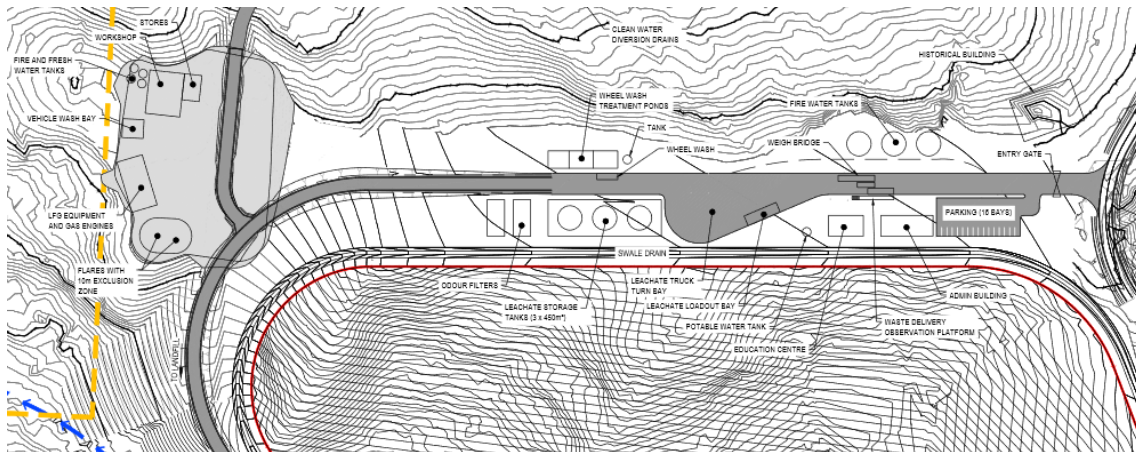 STORES
WORKSHOP
FIRE AND FRESH
WATER TANKS
VEHICLE WASH BAY
LFG EQUIPMENT
AND GAS ENGINES
FLARES WITH
10m EXCLUSION
ZONE
TO LANDFILL
CLEAN WATER
DIVERSION DRAINS
WHEEL WASH
TREATMENT PONDS
TANK
WHEEL WASH
HISTORICAL BUILDING
FIRE WATER TANKS
WEIGH BRIDGE
ENTRY GATE
PARKING (16 BAYS)
SWALE DRAIN
ODOUR FILTERS
LEACHATE STORAGE
TANKS (3 x 450m³)
LEACHATE TRUCK
TURN BAY
LEACHATE LOADOUT BAY
POTABLE WATER TANK
EDUCATION CENTRE
ADMIN BUILDING
WASTE DELIVERY
OBSERVATION PLATFORM